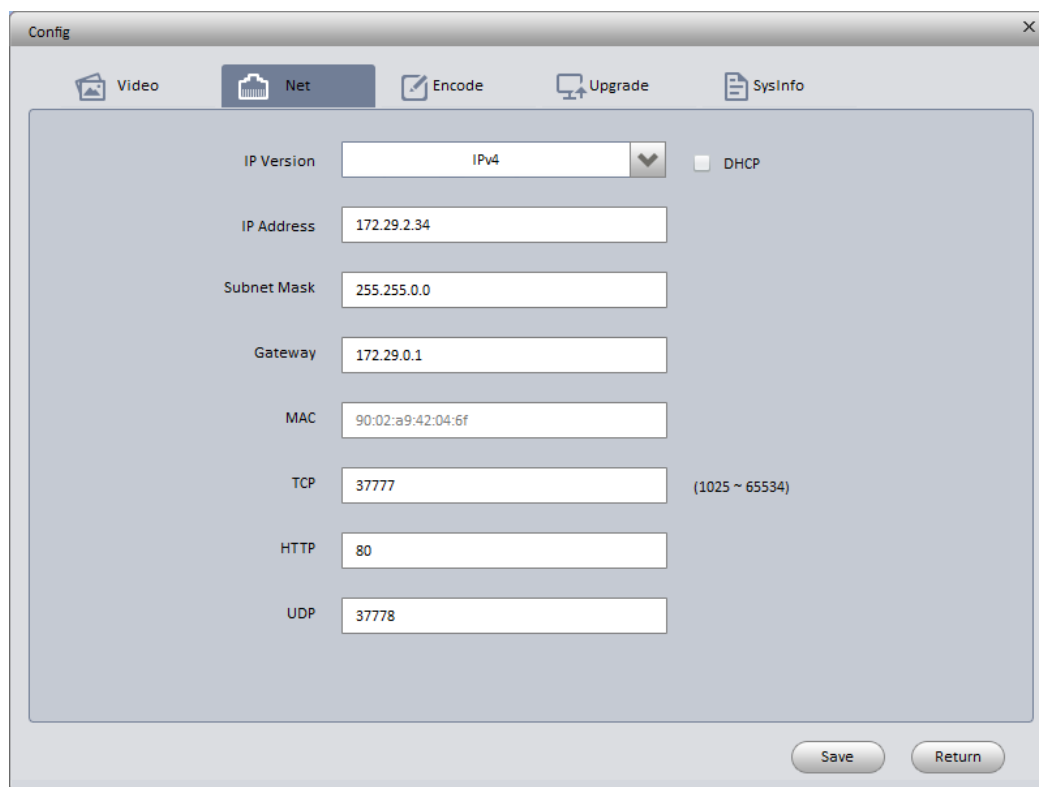 Config
Video Net Encode Upgrade SysInfo
IP Version IPv4 DHCP
IP Address 172.29.2.34
Subnet Mask 255.255.0.0
Gateway 172.29.0.1
MAC 90:02:a9:42:04:6f
TCP 37777 (1025 ~ 65534)
HTTP 80
UDP 37778
Save Return